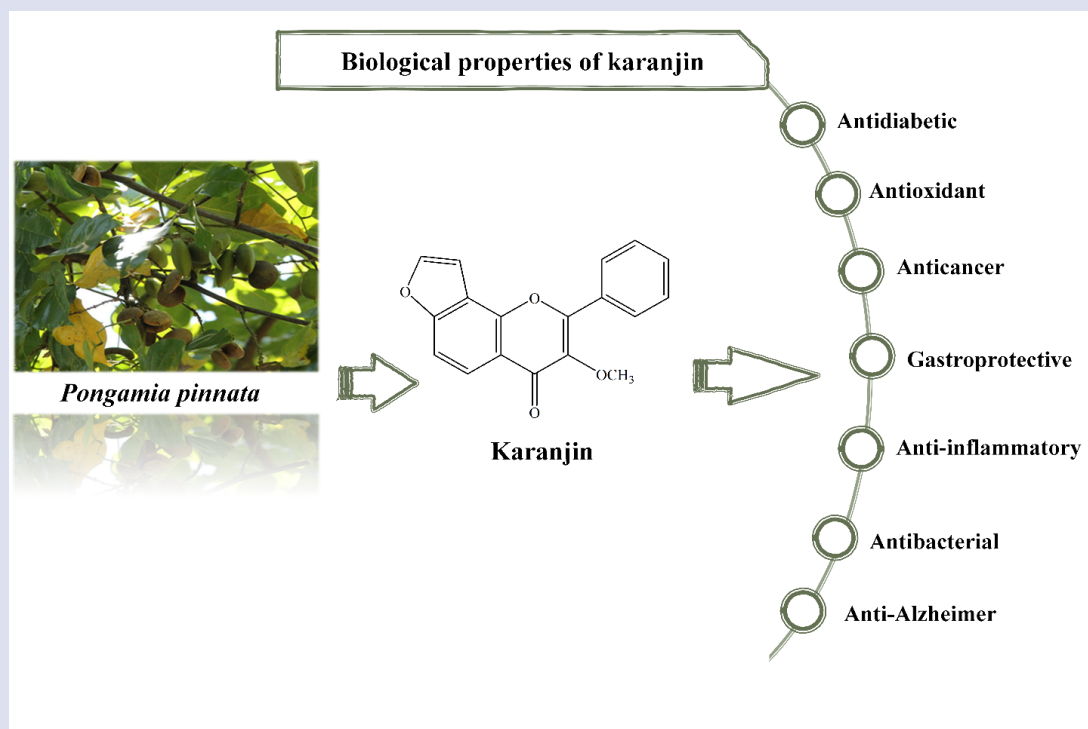 Biological properties of karanjin
Pongamia pinnata
O
O
O
OCH₃
Karanjin
Antidiabetic
Antioxidant
Anticancer
Gastroprotective
Anti-inflammatory
Antibacterial
Anti-Alzheimer